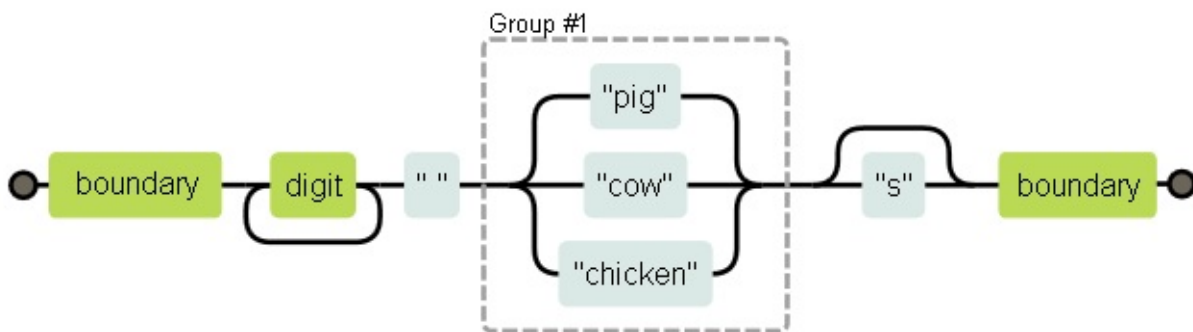 Group #1
"pig"
boundary digit " " "cow" "s" boundary
"chicken"